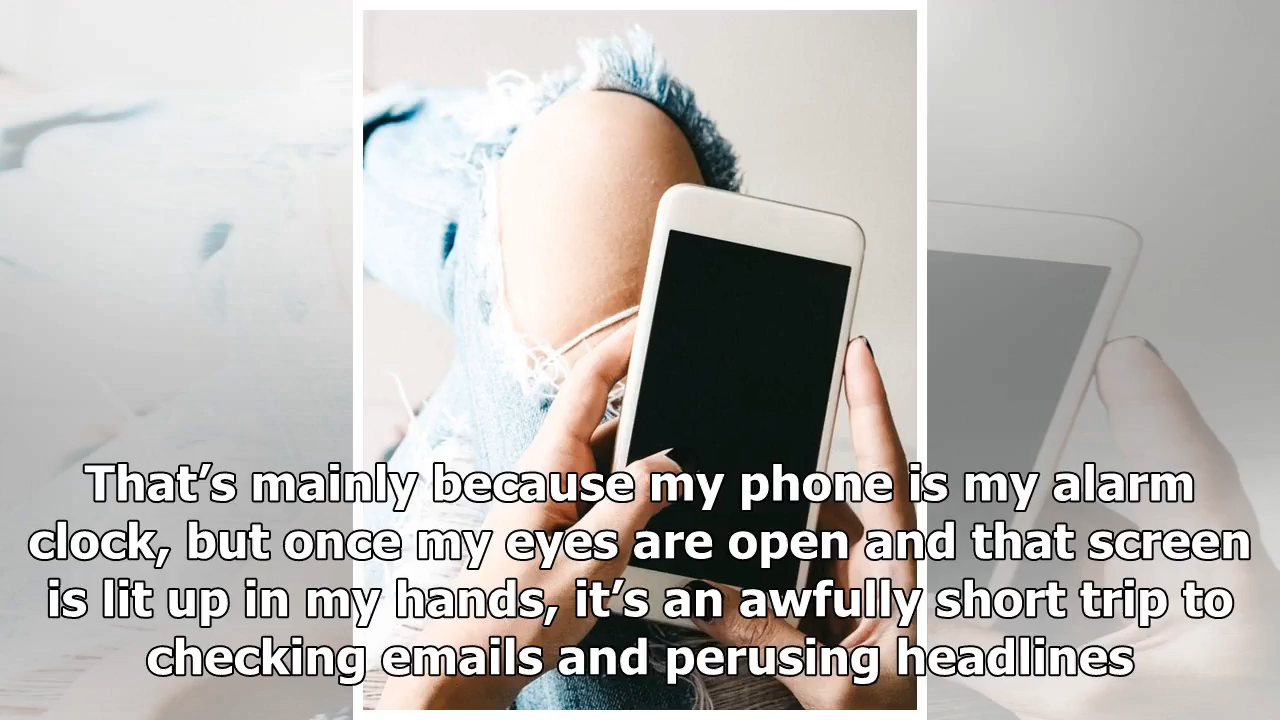 That’s mainly because my phone is my alarm
clock, but once my eyes are open and that screen
is lit up in my hands, it’s an awfully short trip to
checking emails and perusing headlines